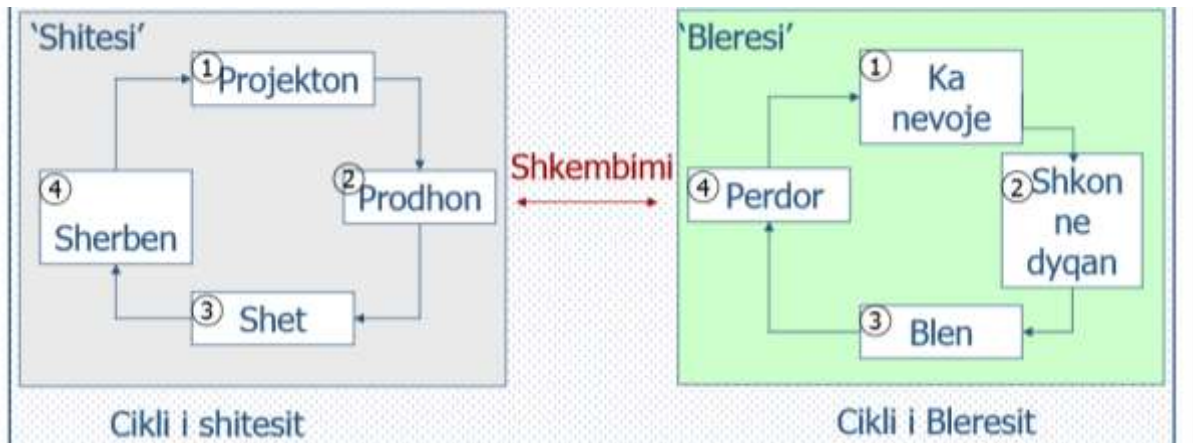 ‘Shitesi’
1 Projekton
2 Prodhon
3 Shet
4
Sherben
Cikli i shitesit
Shkembimi
‘Bleresi’
1 Ka
nevoje
2 Shkon
ne
dyqan
3 Blen
4 Perdor
Cikli i Bleresit